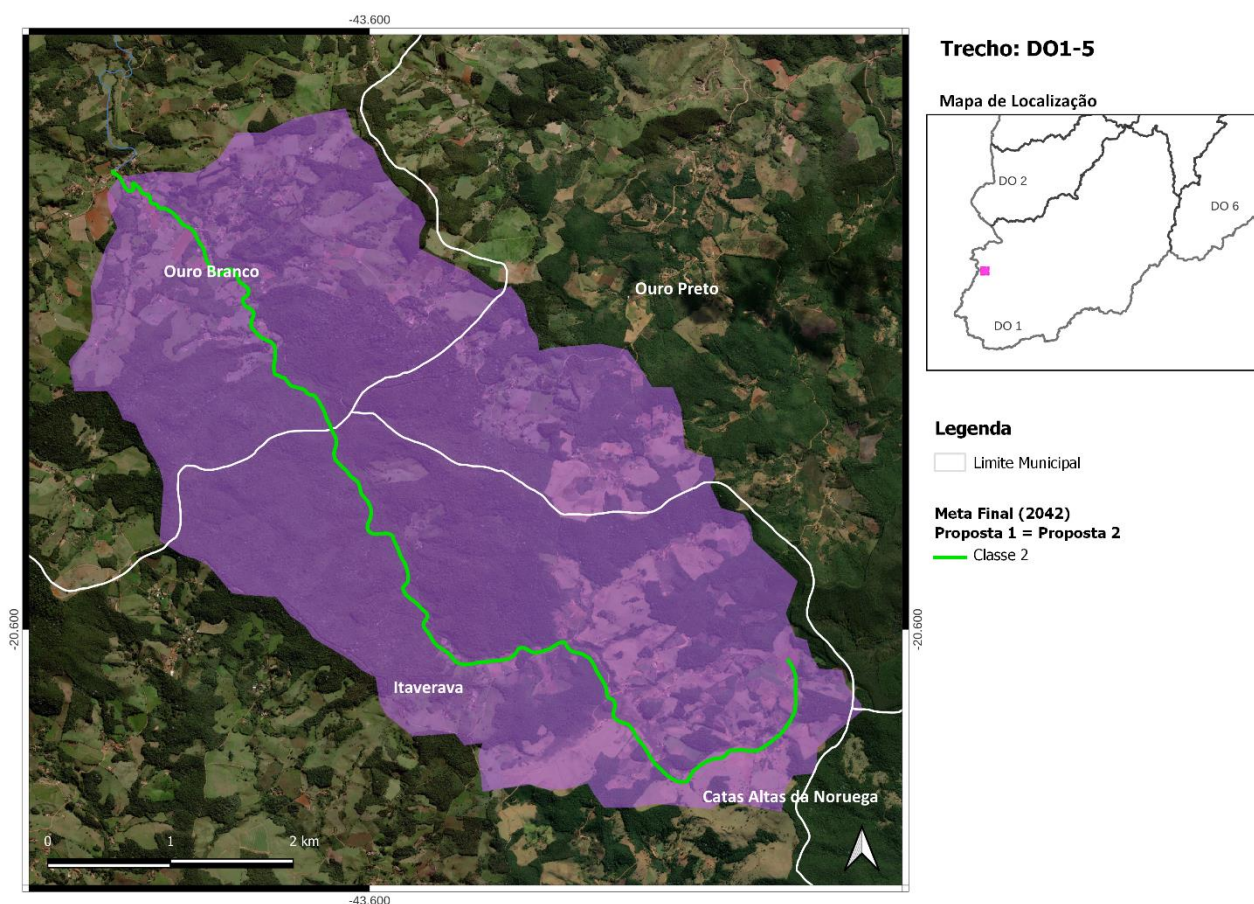 -43.600
Trecho: DO1-5
Mapa de Localização
DO 2
DO 6
DO 1
Ouro Branco
Ouro Preto
Legenda
Limite Municipal
Meta Final (2042)
Proposta 1 = Proposta 2
Classe 2
-20.600
-20.600
Itaverava
Catas Altas da Noruega
0 1 2 km
-43.600